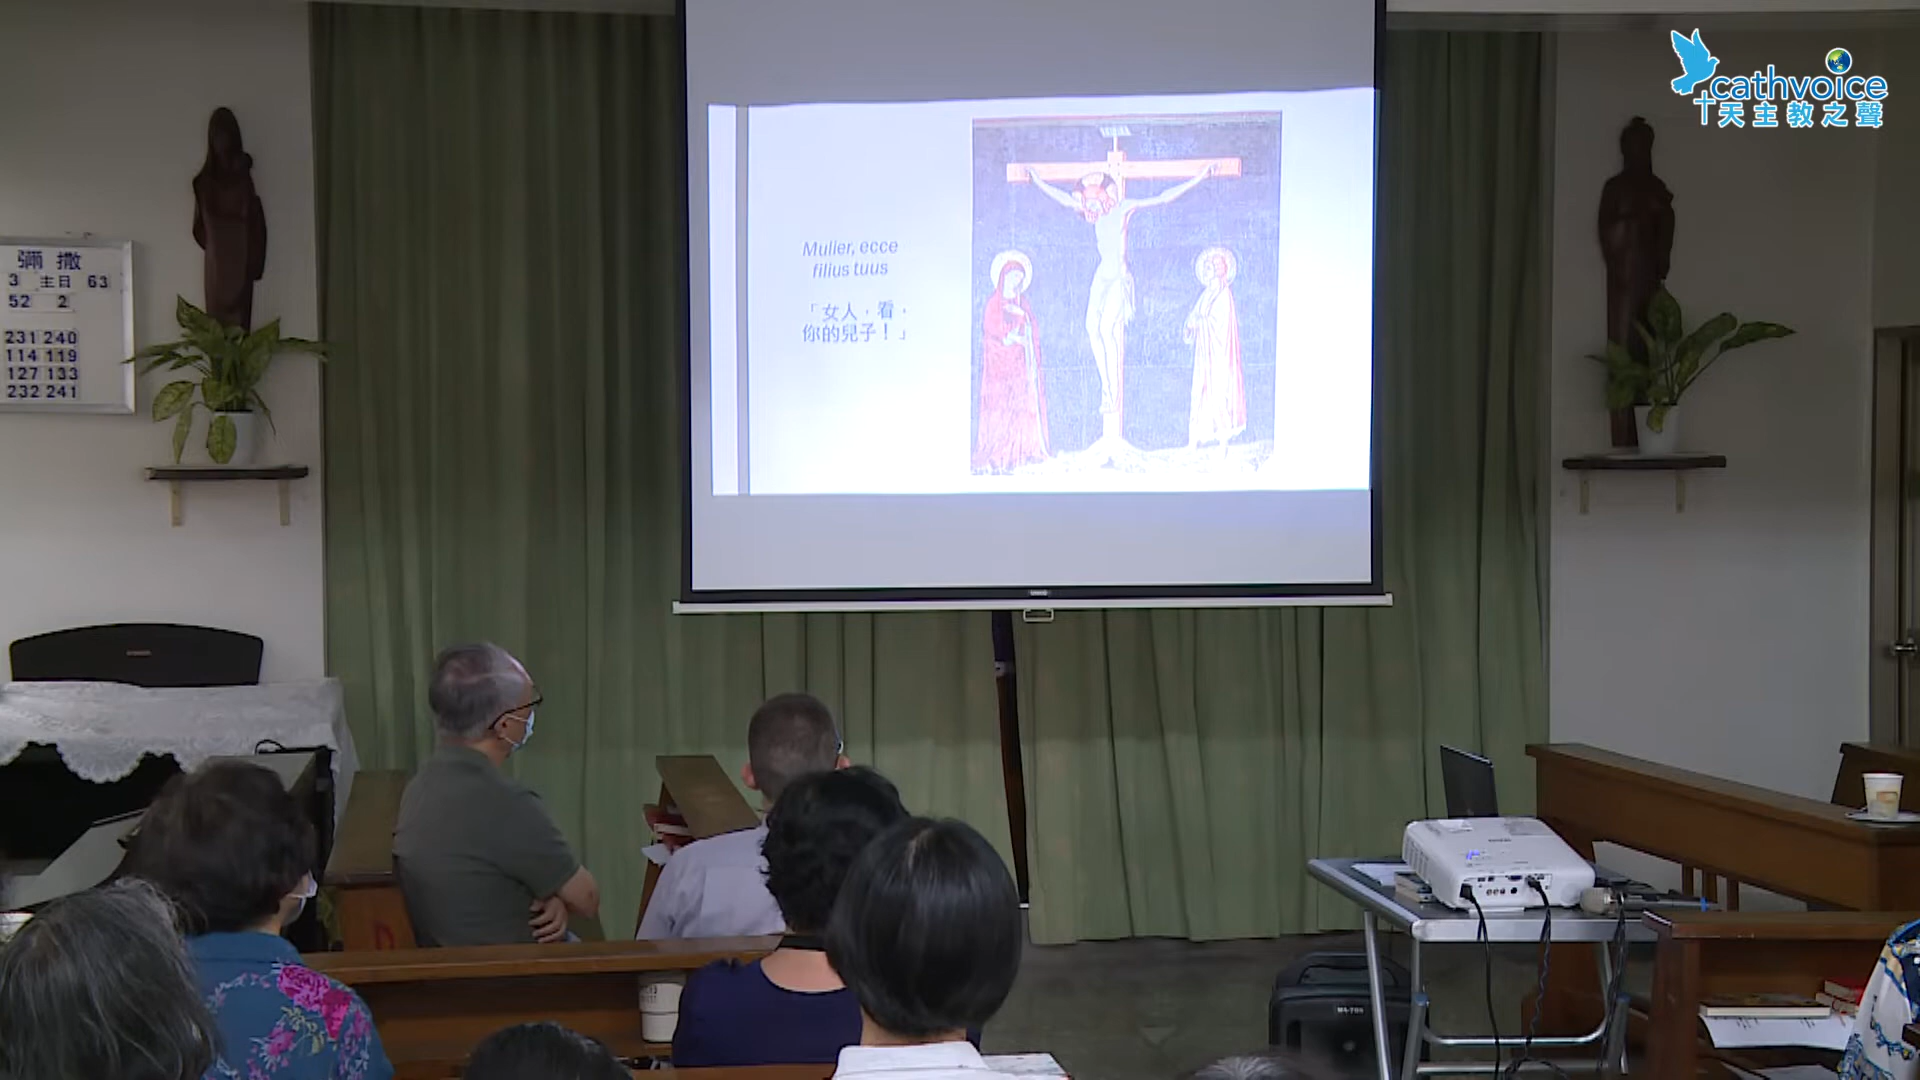 cathvoice
天主教之聲
彌撒
3 主日 63
52 2
231 240
114 119
127 133
232 241
Mulier, ecce
filius tuus
「女人，看，
你的兒子！」